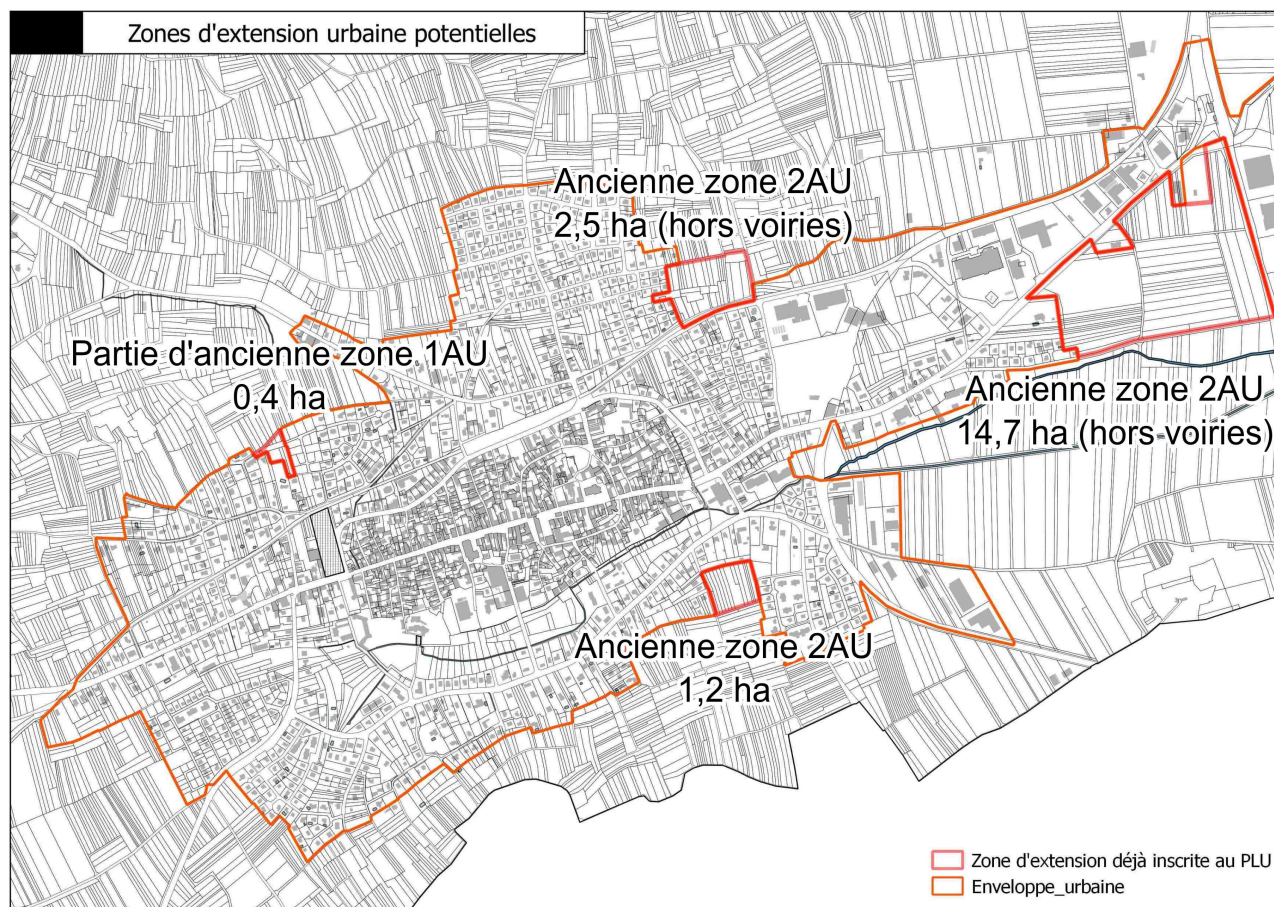 Zones d'extension urbaine potentielles
Ancienne zone 2AU
2,5 ha (hors voiries)
Partie d'ancienne zone 1AU
0,4 ha
Ancienne zone 2AU
14,7 ha (hors voiries)
Ancienne zone 2AU
1,2 ha
Zone d'extension déjà inscrite au PLU
Enveloppe_urbaine